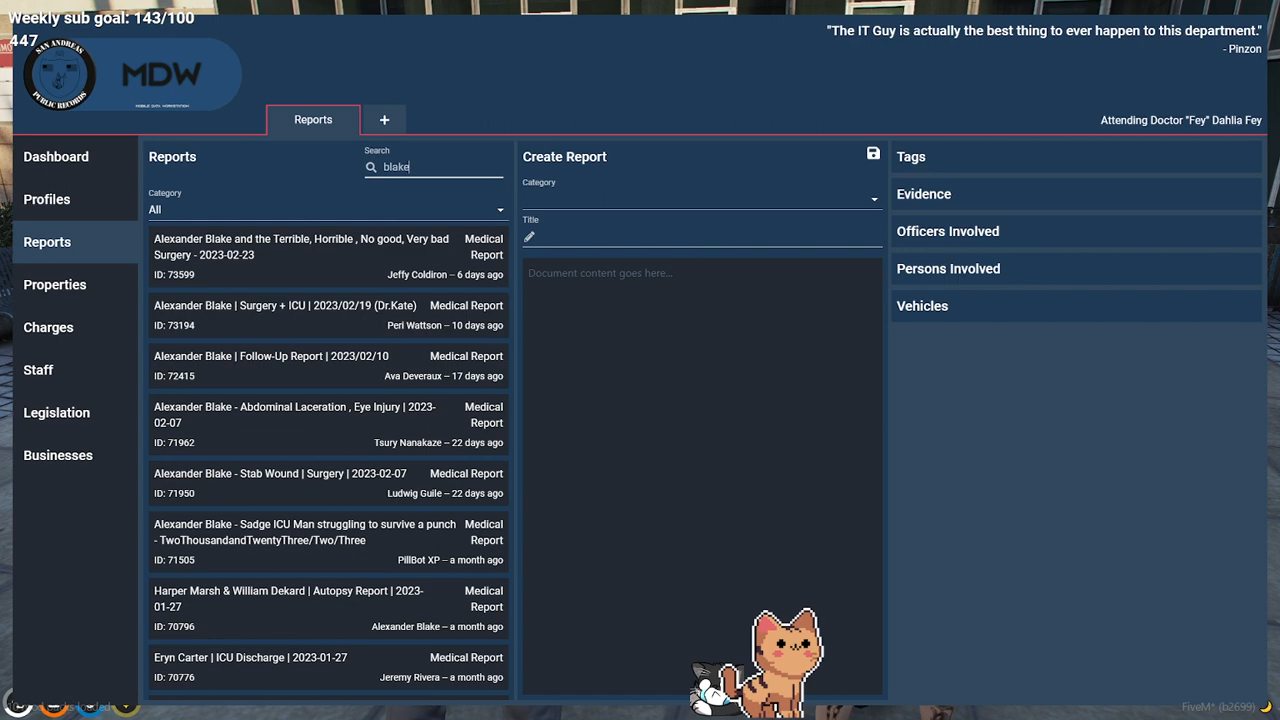 Weekly sub goal: 143/100
447
SAN ANDREAS
PUBLIC RECORDS
MDW
MOBILE DATA WORKSTATION
"The IT Guy is actually the best thing to ever happen to this department."
- Pinzon
Reports
+
Attending Doctor "Fey" Dahlia Fey
Dashboard
Profiles
Reports
Properties
Charges
Staff
Legislation
Businesses
Reports
Search
blake
Category
All
Alexander Blake and the Terrible, Horrible , No good, Very bad
Surgery - 2023-02-23
Medical
Report
ID: 73599
Jeffy Coldiron – 6 days ago
Alexander Blake | Surgery + ICU | 2023/02/19 (Dr.Kate)
Medical Report
ID: 73194
Peri Wattson – 10 days ago
Alexander Blake | Follow-Up Report | 2023/02/10
Medical Report
ID: 72415
Ava Deveraux – 17 days ago
Alexander Blake - Abdominal Laceration , Eye Injury | 2023-
02-07
Medical
Report
ID: 71962
Tsury Nanakaze – 22 days ago
Alexander Blake - Stab Wound | Surgery | 2023-02-07
Medical Report
ID: 71950
Ludwig Guile – 22 days ago
Alexander Blake - Sadge ICU Man struggling to survive a punch
- TwoThousandandTwentyThree/Two/Three
Medical
Report
ID: 71505
PillBot XP – a month ago
Harper Marsh & William Dekard | Autopsy Report | 2023-
01-27
Medical
Report
ID: 70796
Alexander Blake – a month ago
Eryn Carter | ICU Discharge | 2023-01-27
Medical Report
ID: 70776
Jeremy Rivera – a month ago
Create Report
Category
Title
Document content goes here...
Tags
Evidence
Officers Involved
Persons Involved
Vehicles
FiveM* (b2699)